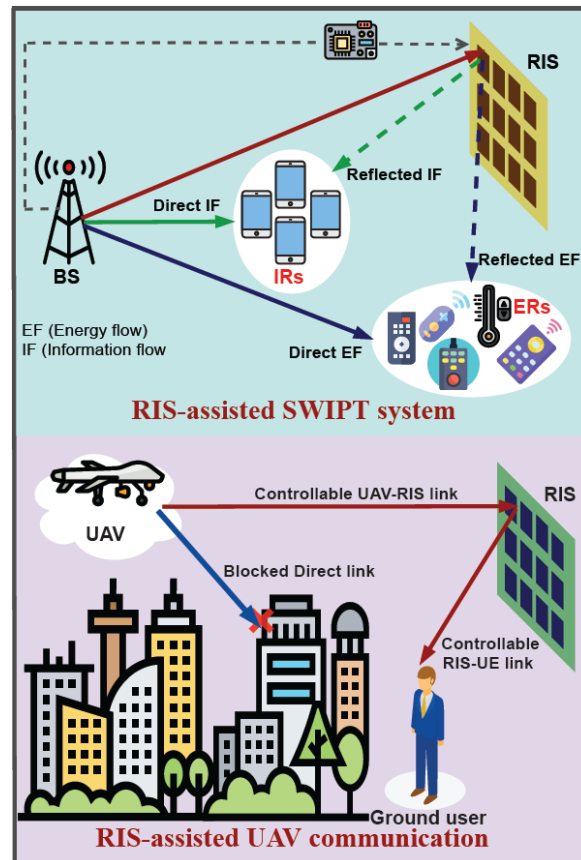 RIS
Reflected IF
Direct IF
BS
IRs
Reflected EF
ERs
EF (Energy flow)
IF (Information flow
Direct EF
RIS-assisted SWIPT system
Controllable UAV-RIS link
RIS
UAV
Blocked Direct link
Controllable
RIS-UE link
Ground user
RIS-assisted UAV communication